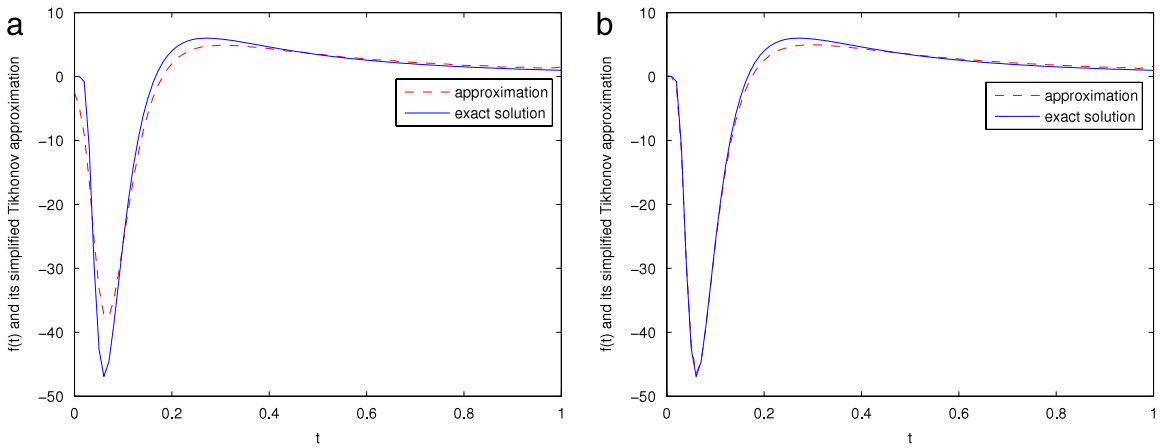 a
f(t) and its simplified Tikhonov approximation
10
0
−10
−20
−30
−40
−50
0
0.2
0.4
0.6
0.8
1
t
approximation
exact solution
b
f(t) and its simplified Tikhonov approximation
10
0
−10
−20
−30
−40
−50
0
0.2
0.4
0.6
0.8
1
t
approximation
exact solution